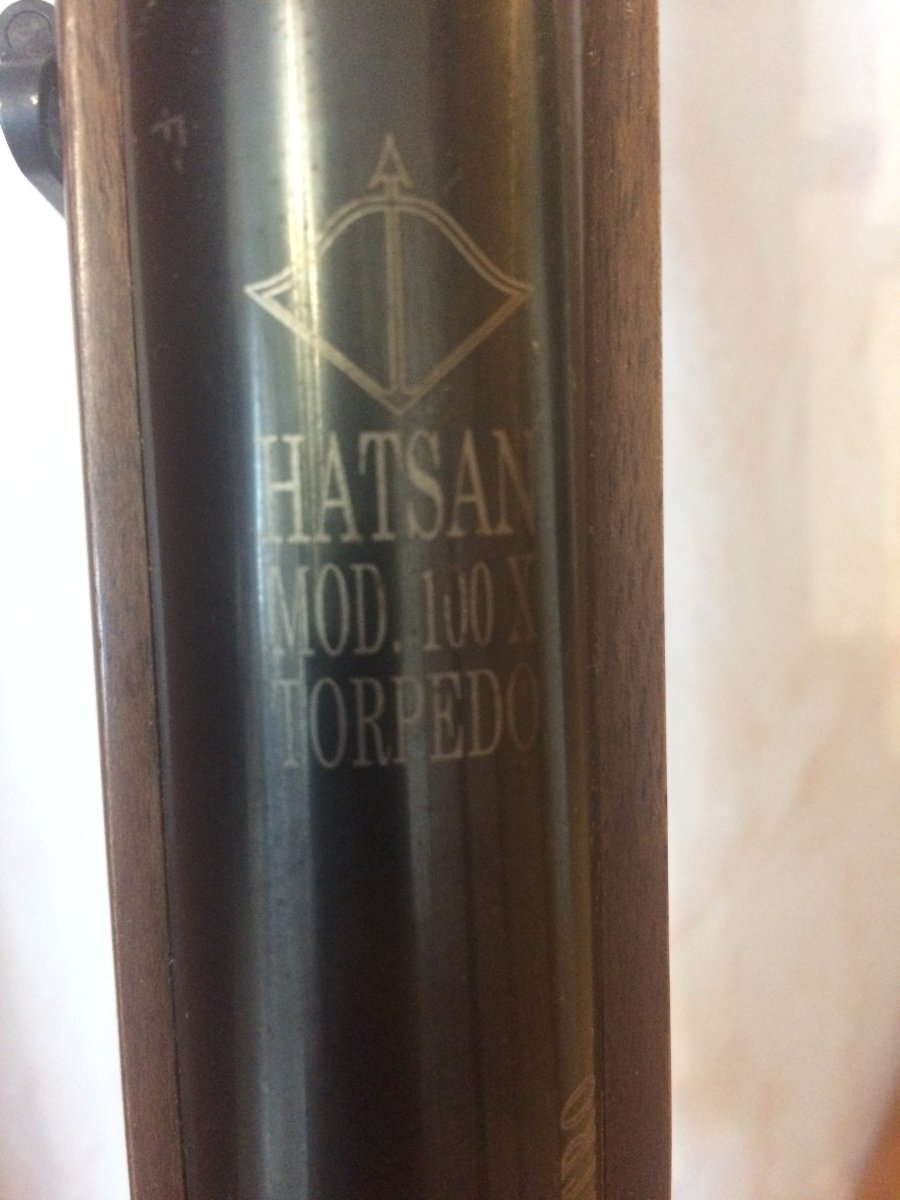 HATSAN
MOD. 100 X
TORPEDO